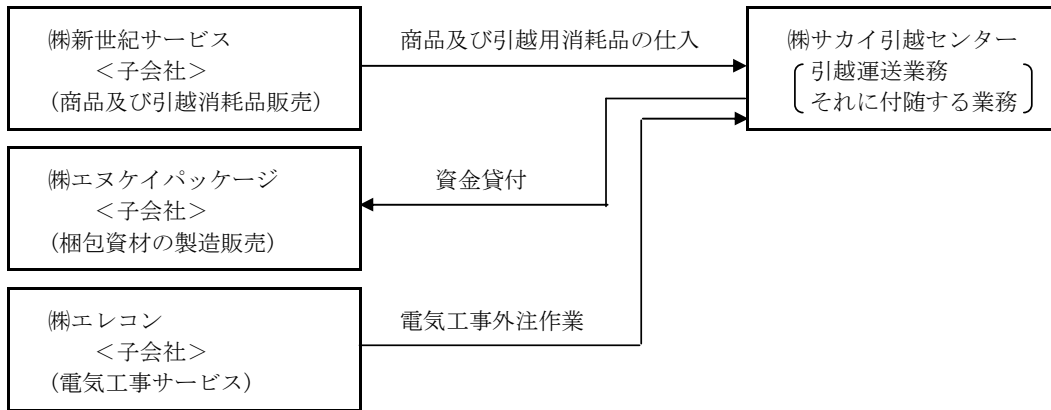 ㈱新世紀サービス
＜子会社＞
(商品及び引越消耗品販売)
商品及び引越用消耗品の仕入
㈱サカイ引越センター
引越運送業務
それに付随する業務
㈱エヌケイパッケージ
＜子会社＞
(梱包資材の製造販売)
資金貸付
㈱エレコン
＜子会社＞
(電気工事サービス)
電気工事外注作業